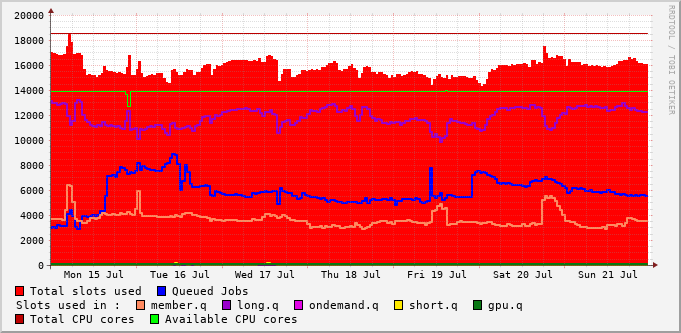 20000
18000
16000
14000
12000
10000
8000
6000
4000
2000
0
Mon 15 Jul Tue 16 Jul Wed 17 Jul Thu 18 Jul Fri 19 Jul Sat 20 Jul Sun 21 Jul
RRDTOOL / TOBI OETIKER
Total slots used Queued Jobs
Slots used in : member.q long.q ondemand.q short.q gpu.q
Total CPU cores Available CPU cores